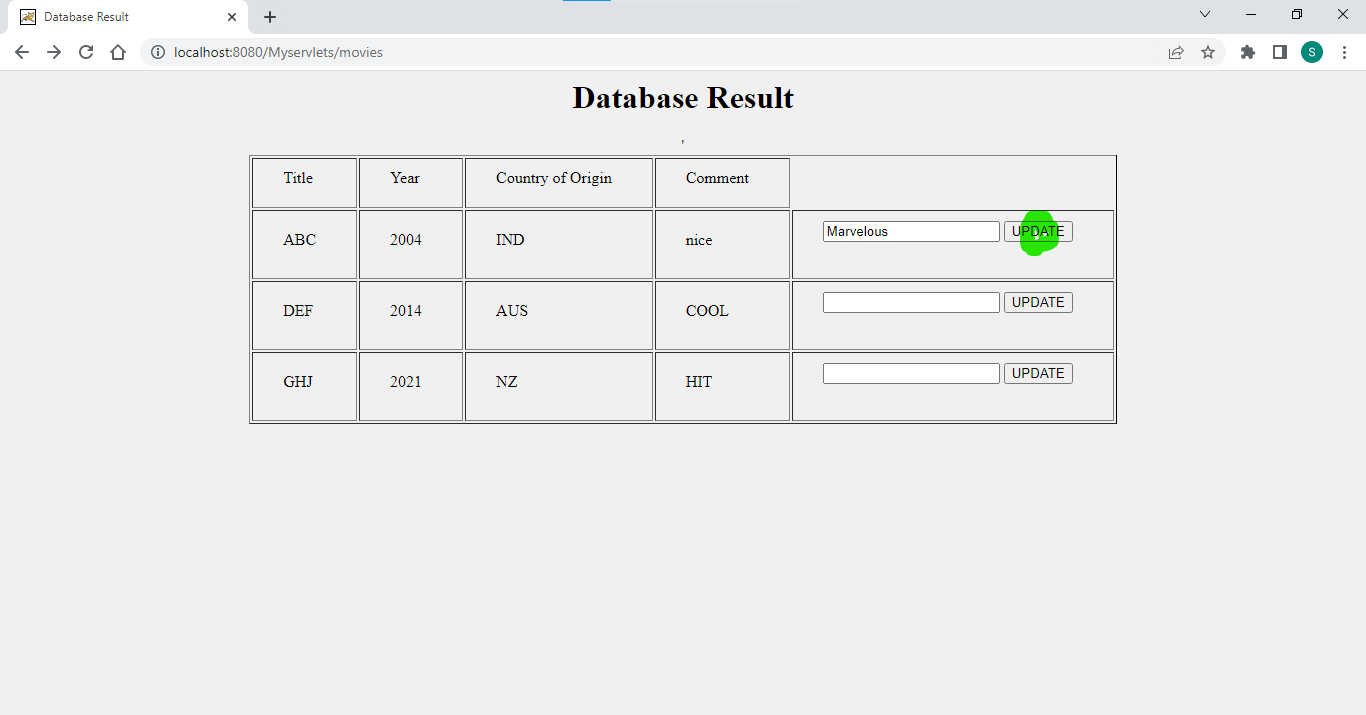 Database Result
localhost:8080/Myservlets/movies
S
Database Result
'
Title Year Country of Origin Comment
ABC 2004 IND nice Marvelous UPDATE
DEF 2014 AUS COOL UPDATE
GHJ 2021 NZ HIT UPDATE